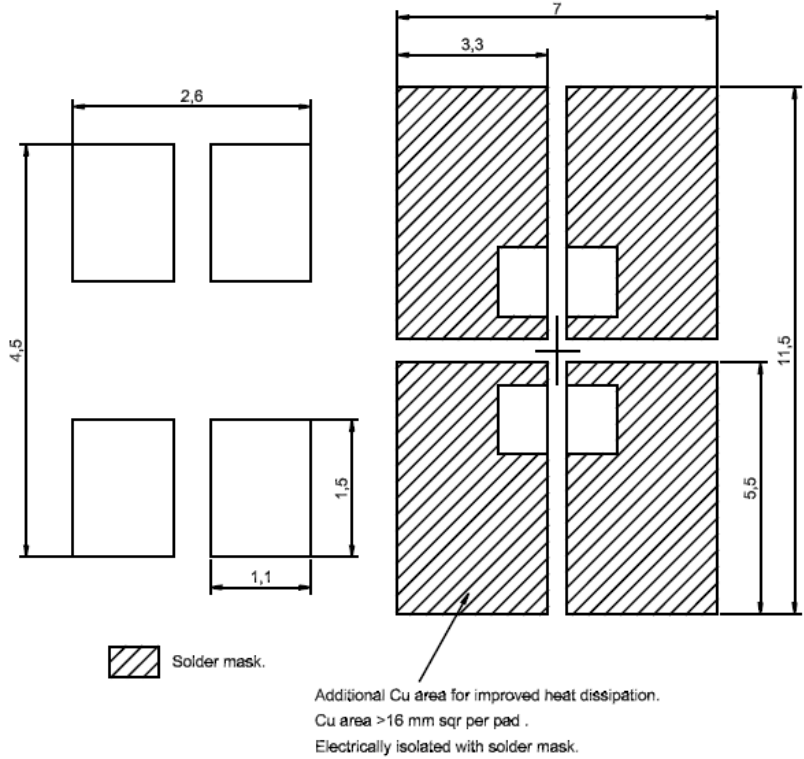 7
3,3
2,6
4,5
11,5
1,5
5,5
1,1
Solder mask.
Additional Cu area for improved heat dissipation.
Cu area >16 mm sqr per pad .
Electrically isolated with solder mask.